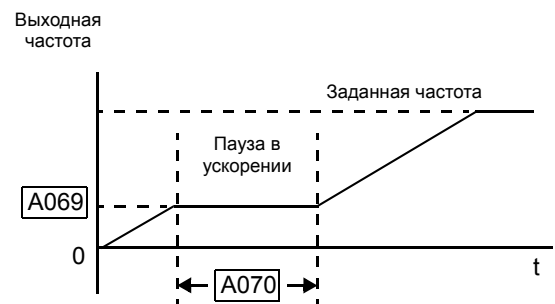 Выходная
частота
Заданная частота
Пауза в
ускорении
A069
0
t
A070